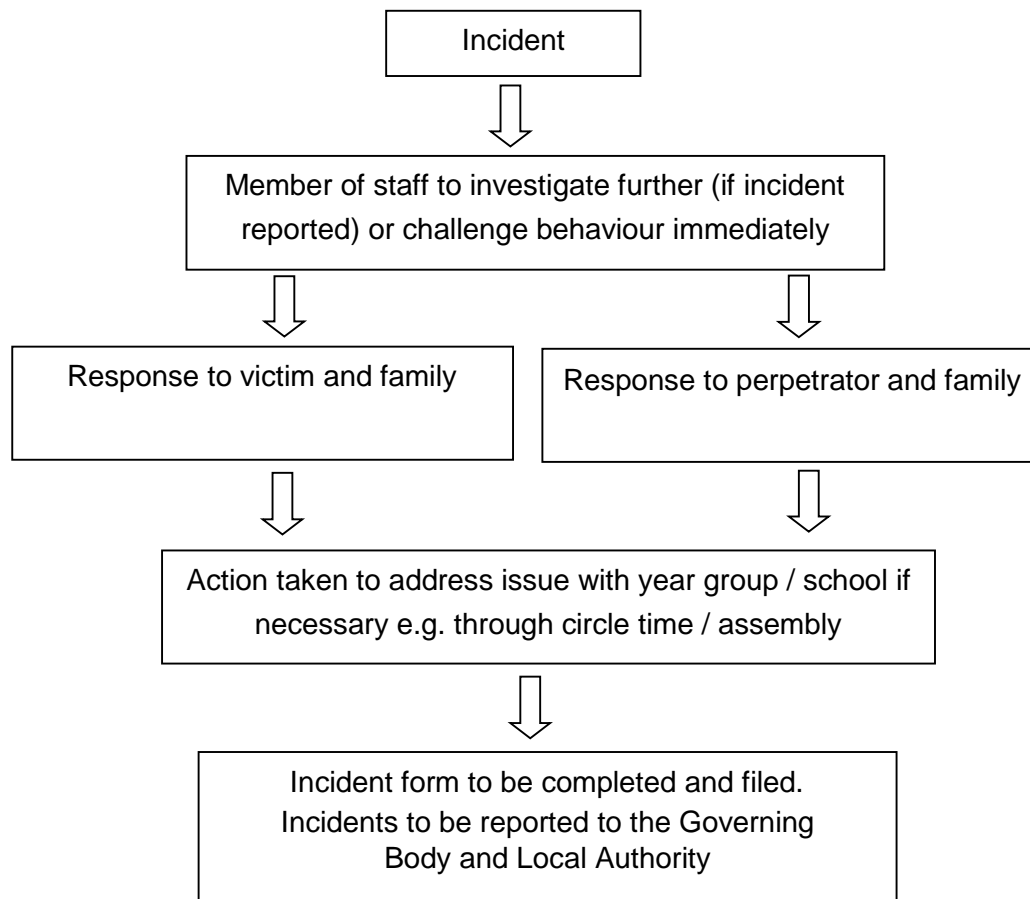 Incident
Member of staff to investigate further (if incident
reported) or challenge behaviour immediately
Response to victim and family
Response to perpetrator and family
Action taken to address issue with year group / school if
necessary e.g. through circle time / assembly
Incident form to be completed and filed.
Incidents to be reported to the Governing
Body and Local Authority